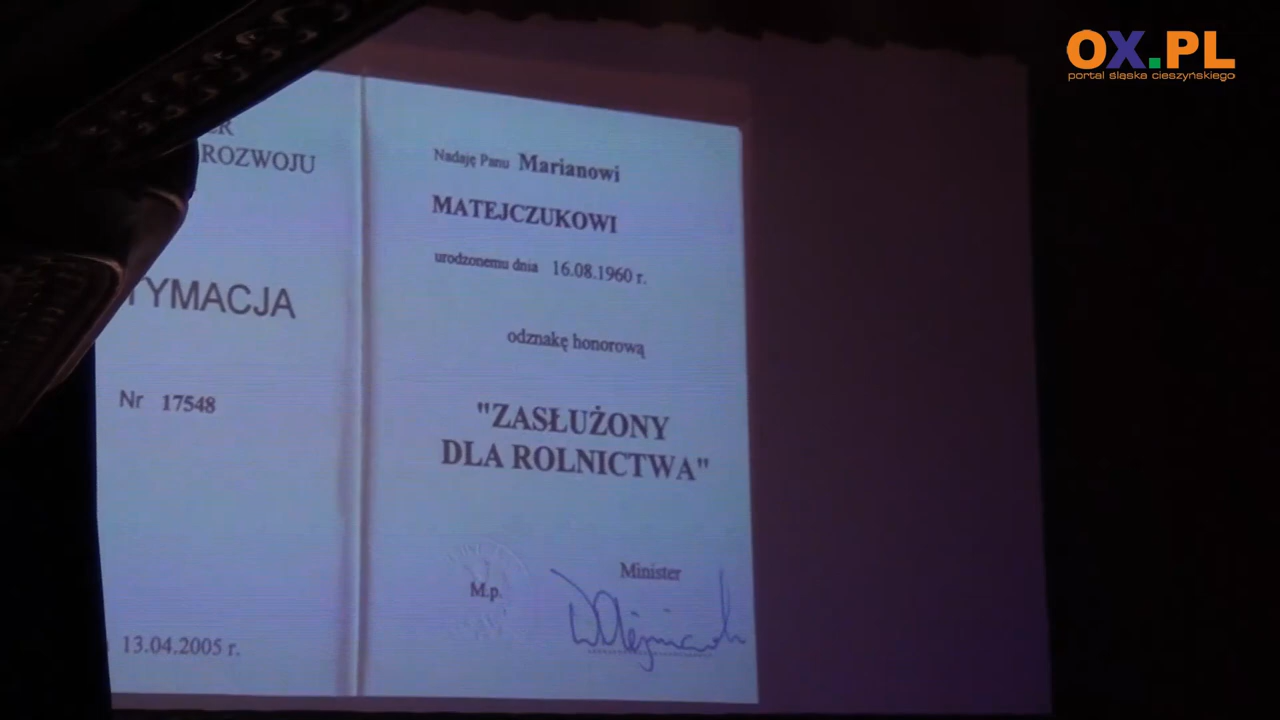 OX.PL
portal śląska cieszyńskiego
ROZWOJU
TYMACJA
Nr 17548
13.04.2005 r.
Nadaję Panu Marianowi
MATEJCZUKOWI
urodzonemu dnia 16.08.1960 r.
odznakę honorową
"ZASŁUŻONY
DLA ROLNICTWA"
Minister
M.p.